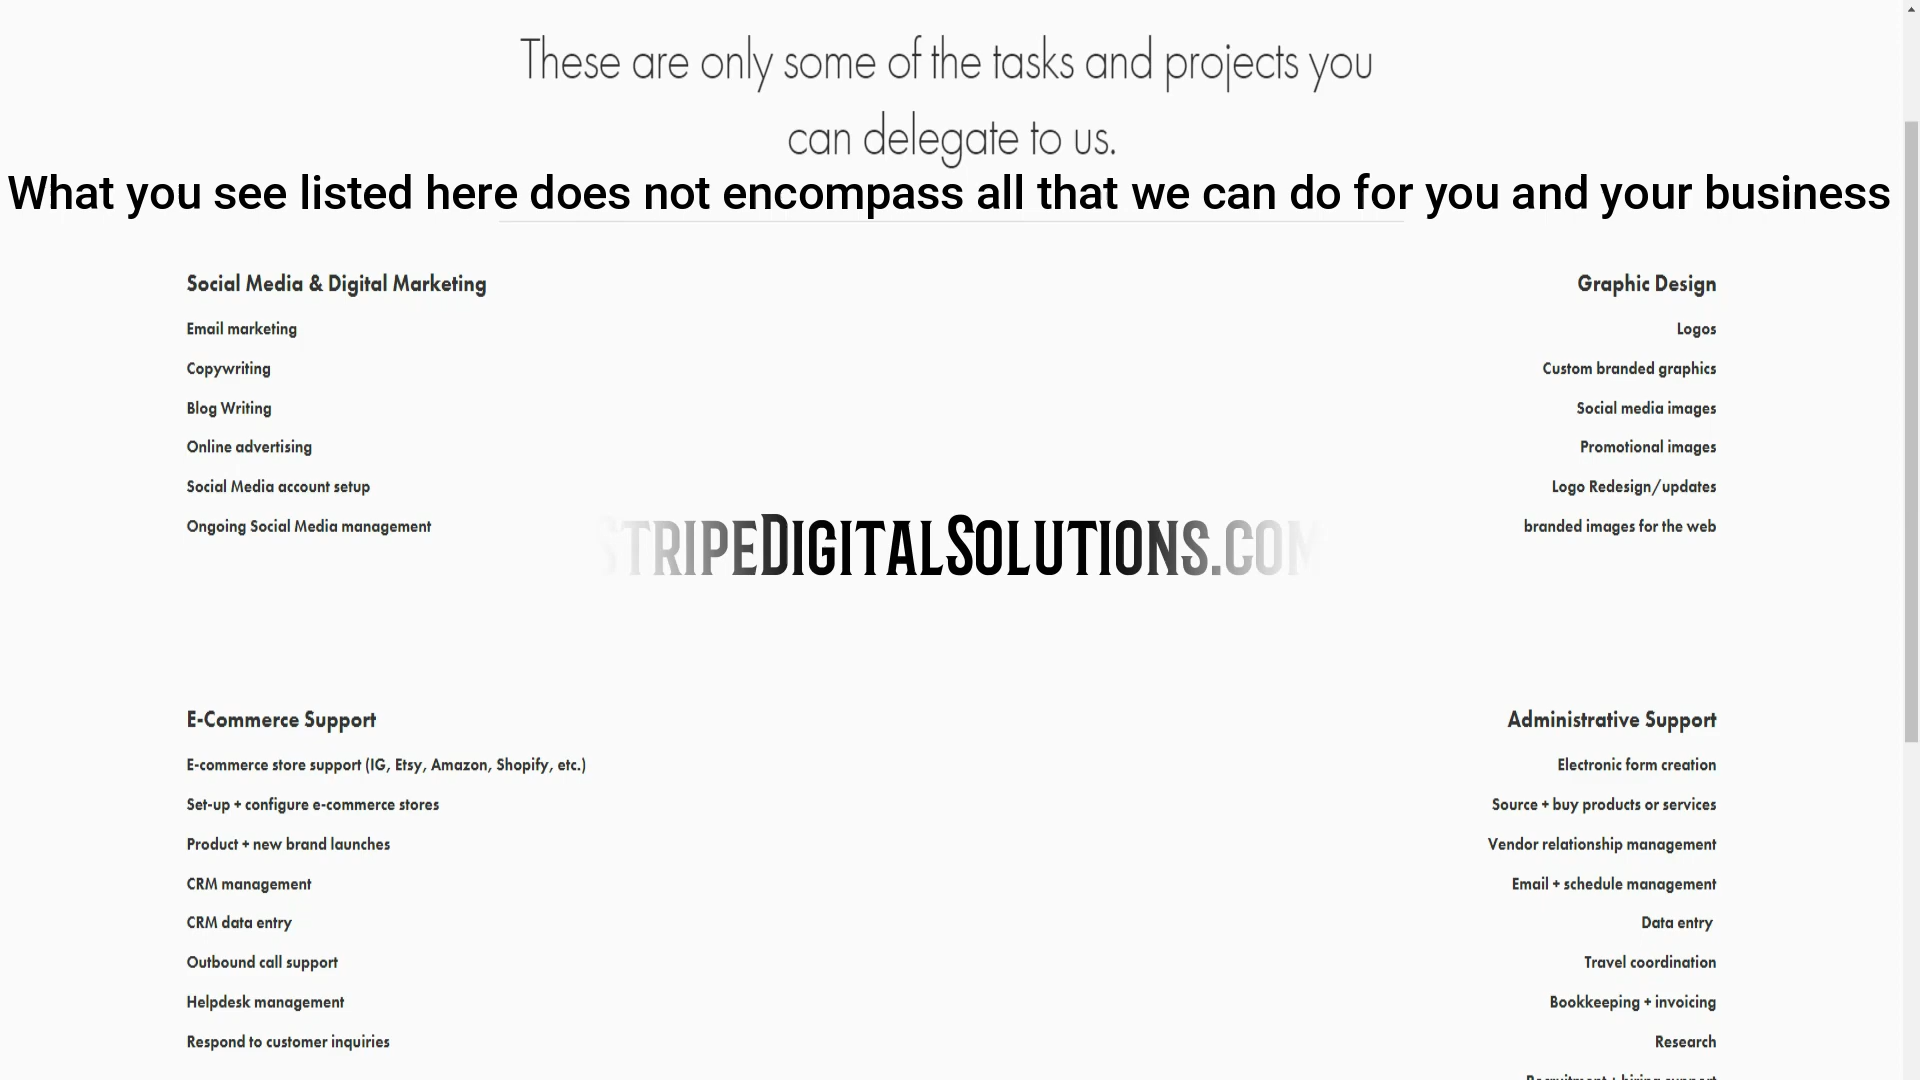 These are only some of the tasks and projects you
can delegate to us.
What you see listed here does not encompass all that we can do for you and your business
Social Media & Digital Marketing
Email marketing
Copywriting
Blog Writing
Online advertising
Social Media account setup
Ongoing Social Media management
Graphic Design
Logos
Custom branded graphics
Social media images
Promotional images
Logo Redesign/updates
branded images for the web
STRIPEDIGITALSOLUTIONS.COM
E-Commerce Support
E-commerce store support (IG, Etsy, Amazon, Shopify, etc.)
Set-up + configure e-commerce stores
Product + new brand launches
CRM management
CRM data entry
Outbound call support
Helpdesk management
Respond to customer inquiries
Administrative Support
Electronic form creation
Source + buy products or services
Vendor relationship management
Email + schedule management
Data entry
Travel coordination
Bookkeeping + invoicing
Research